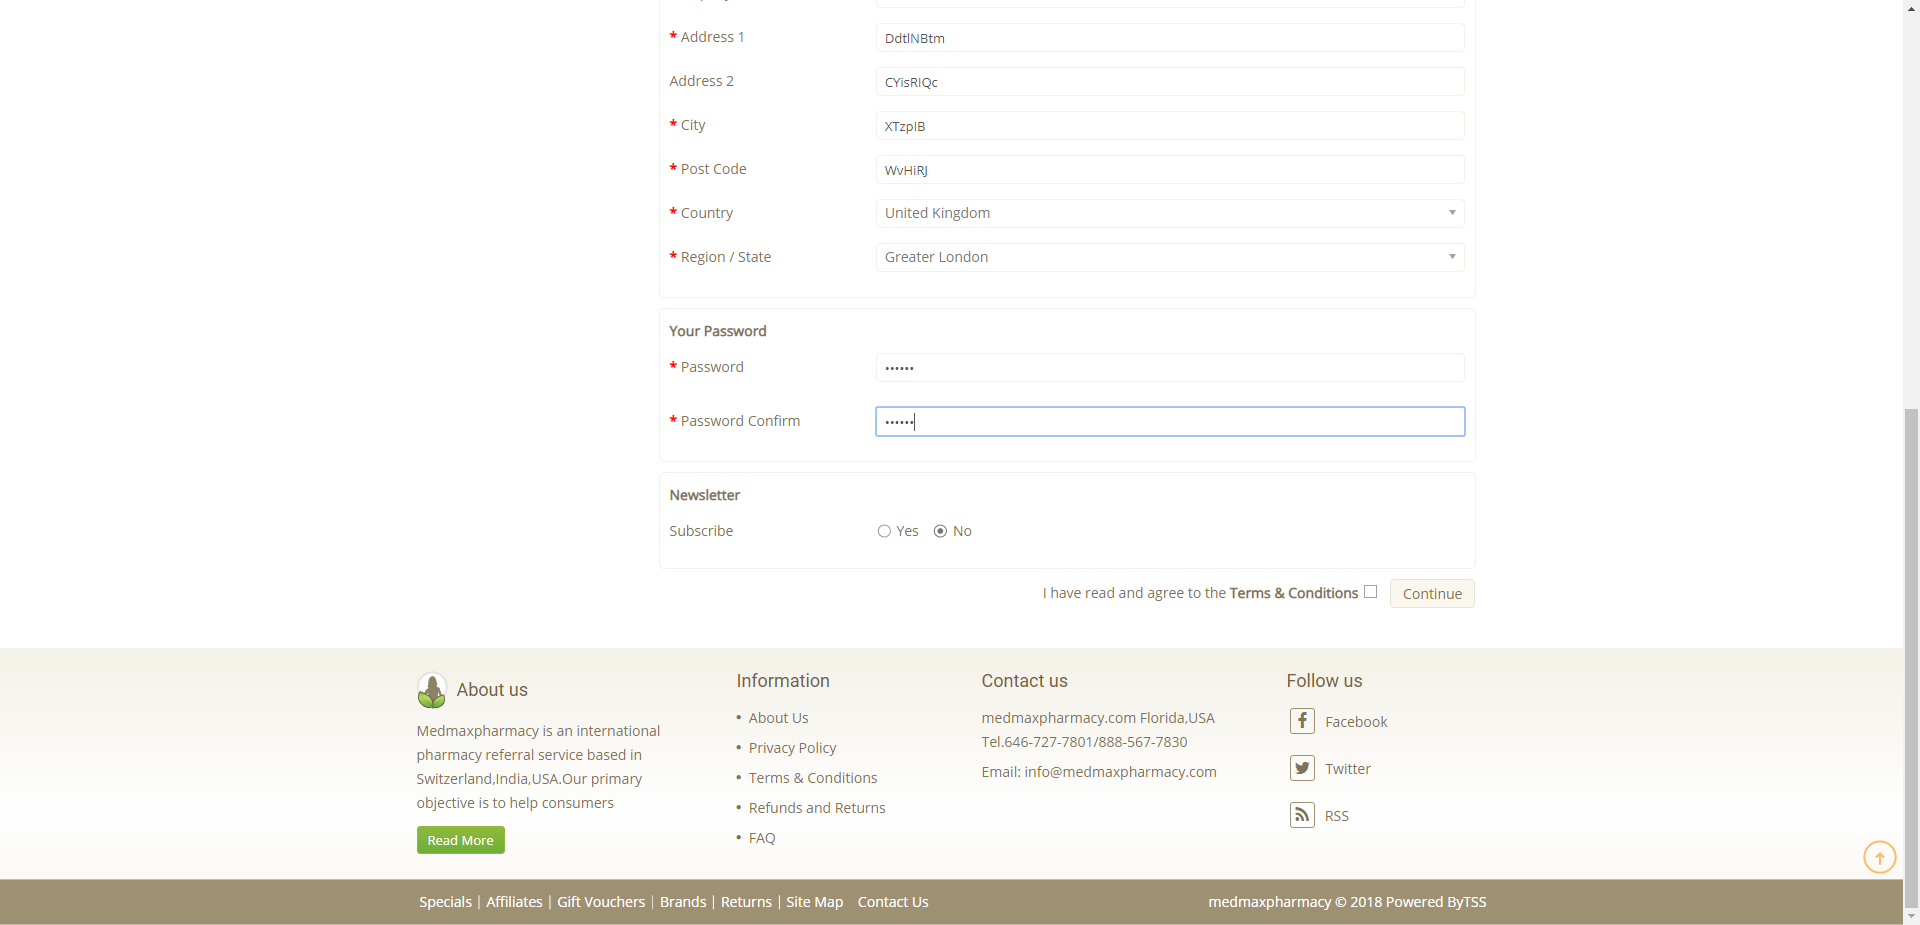 * Address 1
DdtlNBtm
Address 2
CYisRIQc
* City
XTzpIB
* Post Code
WvHiRJ
* Country
United Kingdom
* Region / State
Greater London
Your Password
* Password
••••••
* Password Confirm
••••••
Newsletter
Subscribe
Yes
No
I have read and agree to the Terms & Conditions
Continue
About us
Medmaxpharmacy is an international
pharmacy referral service based in
Switzerland,India,USA.Our primary
objective is to help consumers
Read More
Information
• About Us
• Privacy Policy
• Terms & Conditions
• Refunds and Returns
• FAQ
Contact us
medmaxpharmacy.com Florida,USA
Tel.646-727-7801/888-567-7830
Email: info@medmaxpharmacy.com
Follow us
Facebook
Twitter
RSS
Specials | Affiliates | Gift Vouchers | Brands | Returns | Site Map Contact Us
medmaxpharmacy © 2018 Powered ByTSS